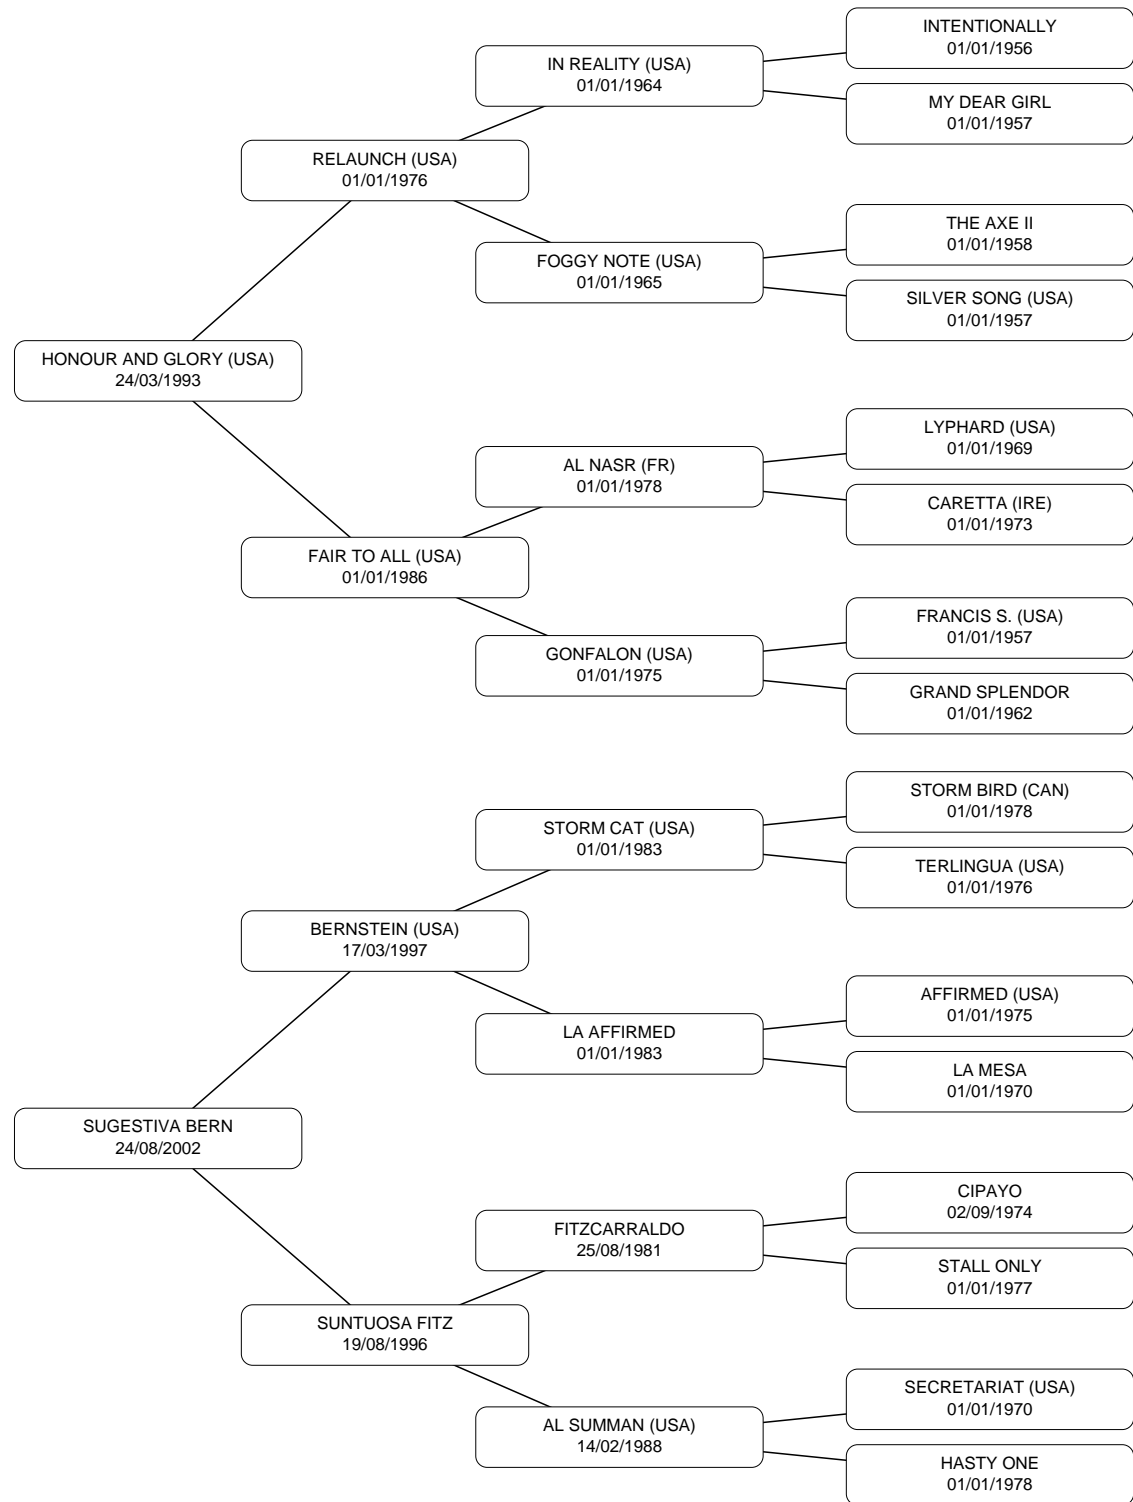 INTENTIONALLY
01/01/1956
IN REALITY (USA)
01/01/1964
MY DEAR GIRL
01/01/1957
RELAUNCH (USA)
01/01/1976
THE AXE II
01/01/1958
FOGGY NOTE (USA)
01/01/1965
SILVER SONG (USA)
01/01/1957
HONOUR AND GLORY (USA)
24/03/1993
LYPHARD (USA)
01/01/1969
AL NASR (FR)
01/01/1978
CARETTA (IRE)
01/01/1973
FAIR TO ALL (USA)
01/01/1986
FRANCIS S. (USA)
01/01/1957
GONFALON (USA)
01/01/1975
GRAND SPLENDOR
01/01/1962
STORM BIRD (CAN)
01/01/1978
STORM CAT (USA)
01/01/1983
TERLINGUA (USA)
01/01/1976
BERNSTEIN (USA)
17/03/1997
AFFIRMED (USA)
01/01/1975
LA AFFIRMED
01/01/1983
LA MESA
01/01/1970
SUGESTIVA BERN
24/08/2002
CIPAYO
02/09/1974
FITZCARRALDO
25/08/1981
STALL ONLY
01/01/1977
SUNTUOSA FITZ
19/08/1996
SECRETARIAT (USA)
01/01/1970
AL SUMMAN (USA)
14/02/1988
HASTY ONE
01/01/1978